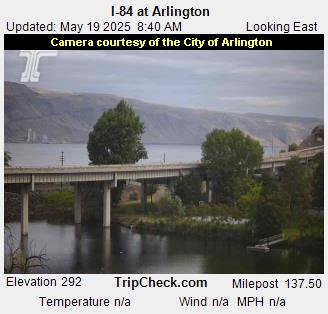 I-84 at Arlington
Updated: May 19 2025 8:40 AM Looking East
Camera courtesy of the City of Arlington
Elevation 292 TripCheck.com Milepost 137.50
Temperature n/a Wind n/a MPH n/a